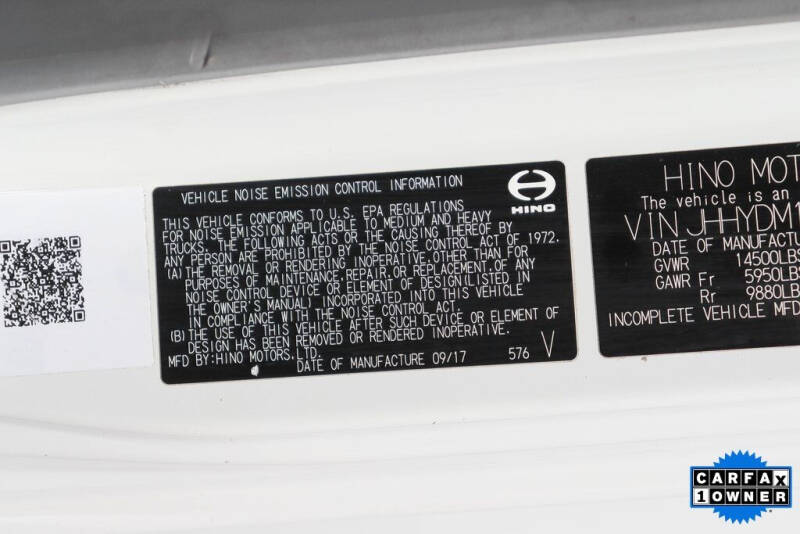 VEHICLE NOISE EMISSION CONTROL INFORMATION
HINO
THIS VEHICLE CONFORMS TO U.S. EPA REGULATIONS
FOR NOISE EMISSION APPLICABLE TO MEDIUM AND HEAVY
TRUCKS. THE FOLLOWING ACTS OR THE CAUSING THEREOF BY
ANY PERSON ARE PROHIBITED BY THE NOISE CONTROL ACT OF 1972.
(A) THE REMOVAL OR RENDERING INOPERATIVE, OTHER THAN FOR
PURPOSES OF MAINTENANCE, REPAIR, OR REPLACEMENT, OF ANY
NOISE CONTROL DEVICE OR ELEMENT OF DESIGN (LISTED IN
THE OWNER'S MANUAL) INCORPORATED INTO THIS VEHICLE
IN COMPLIANCE WITH THE NOISE CONTROL ACT.
(B) THE USE OF THIS VEHICLE AFTER SUCH DEVICE OR ELEMENT OF
DESIGN HAS BEEN REMOVED OR RENDERED INOPERATIVE.
MFD BY: HINO MOTORS, LTD.
DATE OF MANUFACTURE 09/17 576 V
HINO MOT
The vehicle is an
VIN JHHYDM1
DATE OF MANUFACTU
GVWR 14500LBS
GAWR Fr 5950LB
Rr 9880LB
INCOMPLETE VEHICLE MFD
CARFAX
1 OWNER